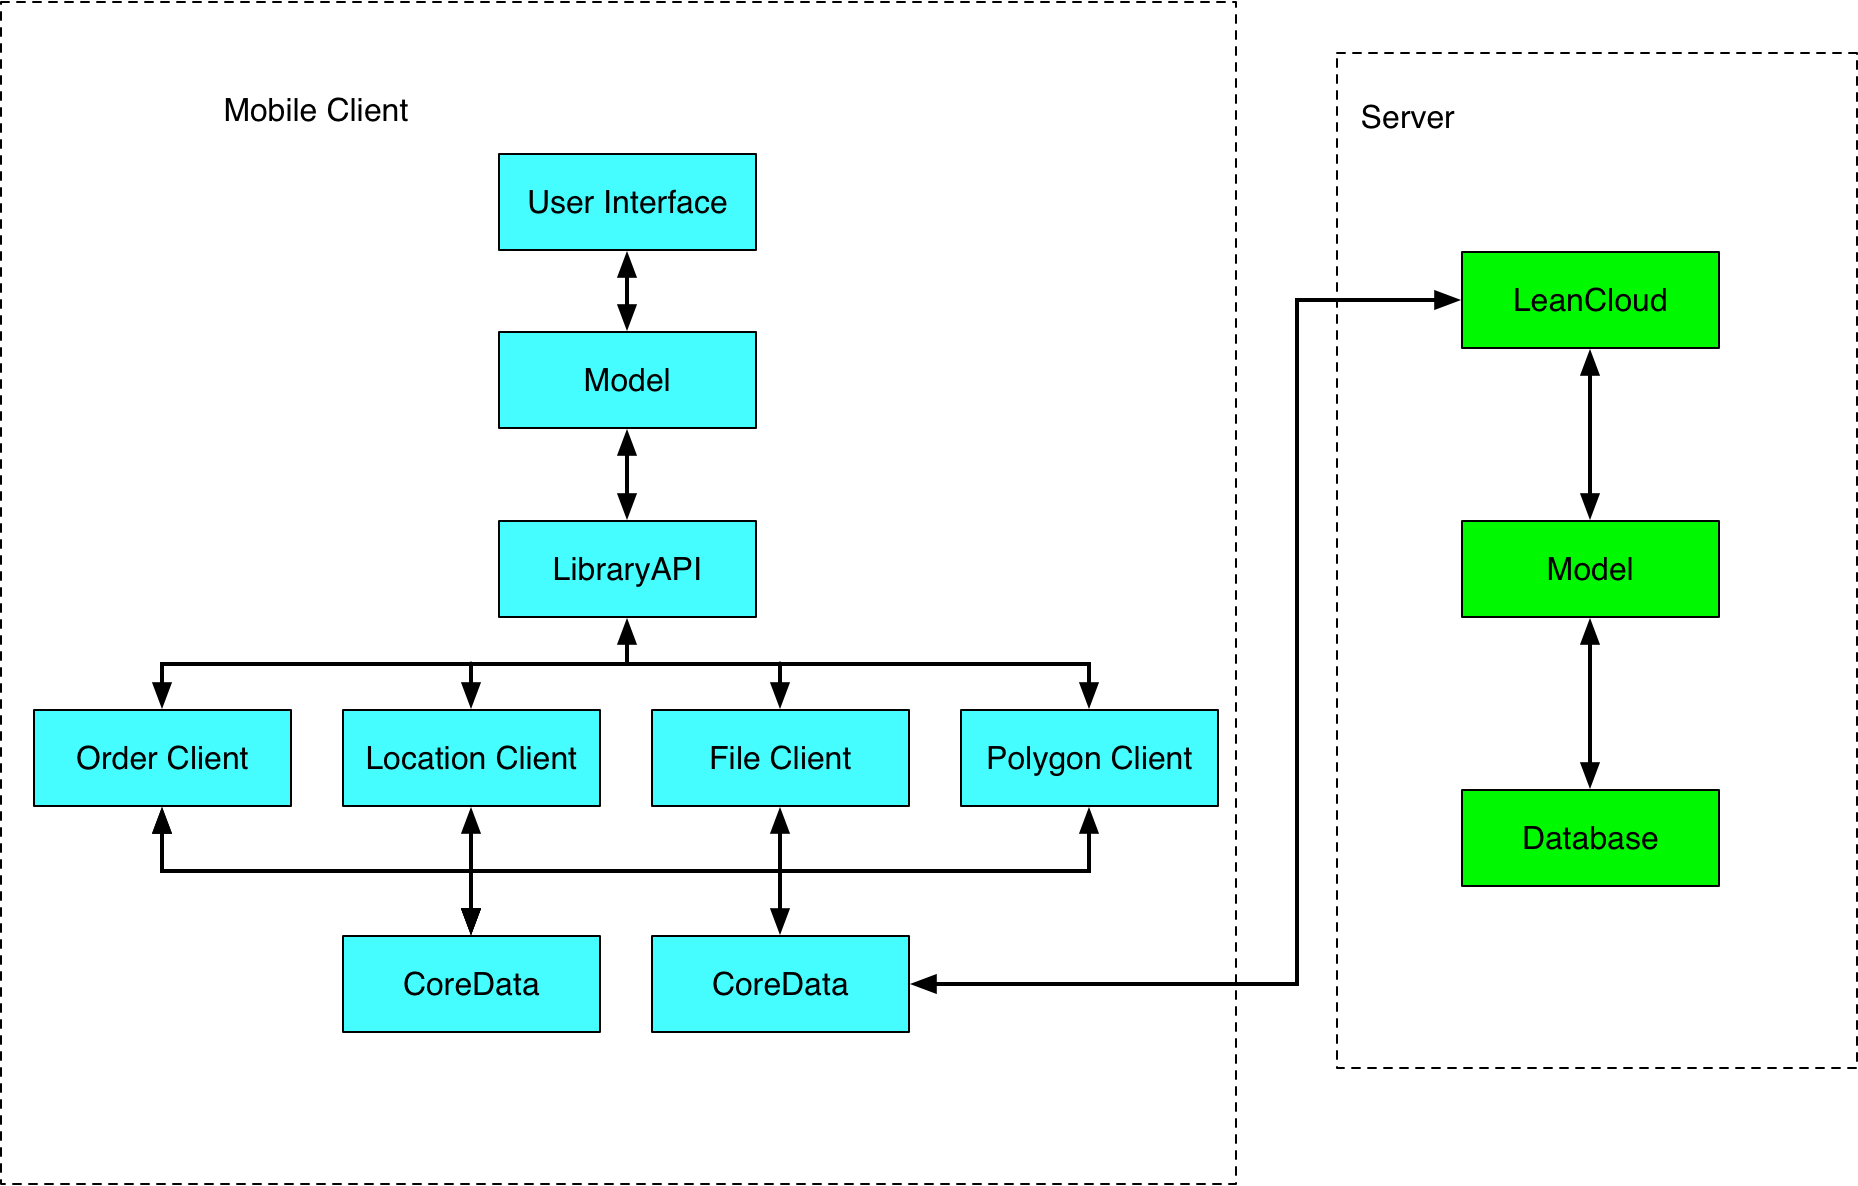 Mobile Client
User Interface
Model
LibraryAPI
Order Client
Location Client
File Client
Polygon Client
CoreData
CoreData
Server
LeanCloud
Model
Database